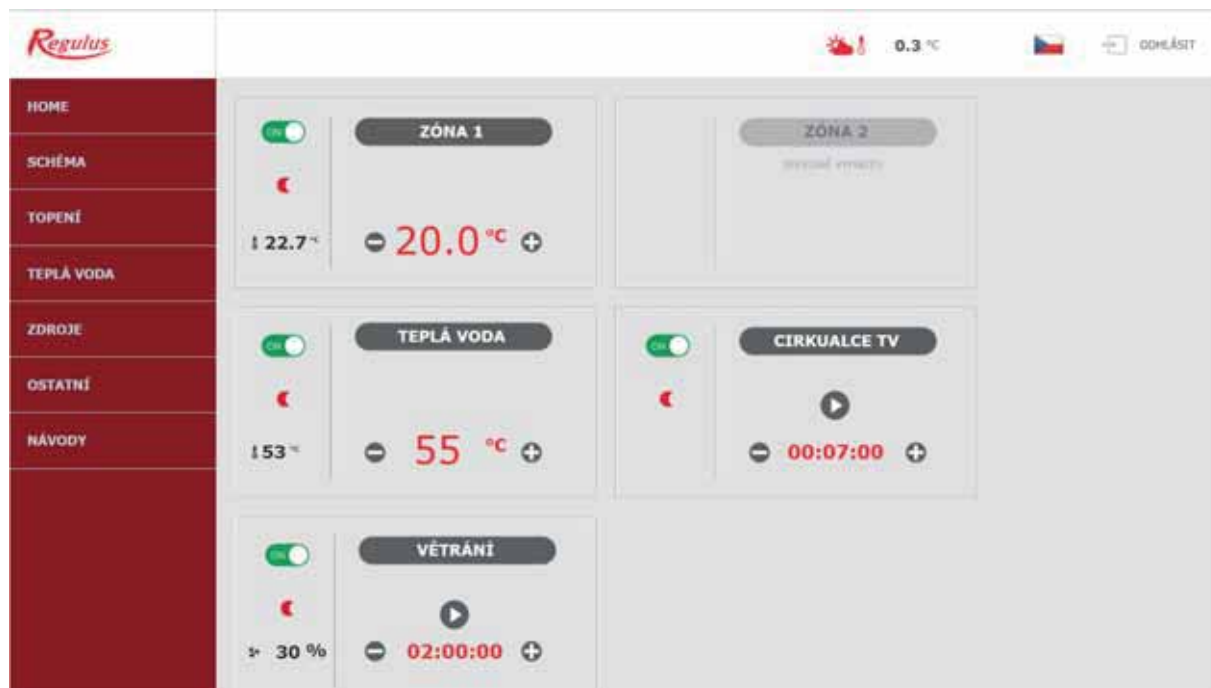 Regulus
0.3 °C
ODHLÁSIT
HOME
SCHÉMA
TOPENÍ
TEPLÁ VODA
ZDROJE
OSTATNÍ
NÁVODY
ON
ZÓNA 1
22.7 °C
20.0 °C
ZÓNA 2
ON
TEPLÁ VODA
53 °C
55 °C
ON
CIRKUALCE TV
00:07:00
ON
VĚTRÁNÍ
30 %
02:00:00